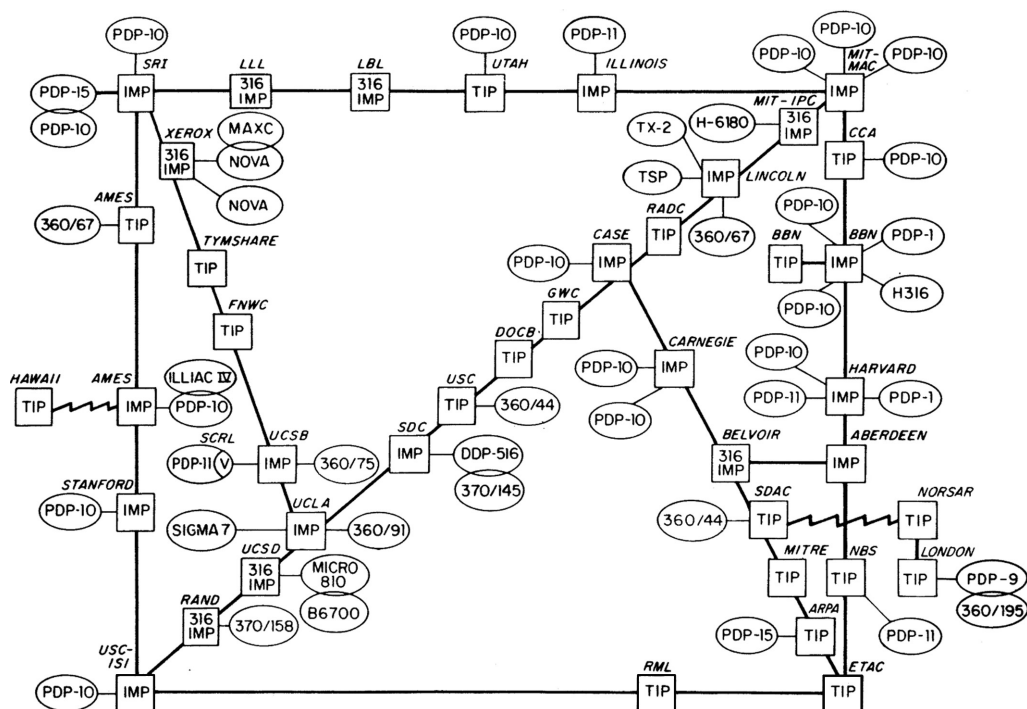 PDP-10
SRI
IMP
PDP-15
PDP-10
LLL
316
IMP
LBL
316
IMP
PDP-10
UTAH
TIP
PDP-11
ILLINOIS
IMP
PDP-10
PDP-10
MIT-
MAC
PDP-10
IMP
XEROX
316
IMP
MAXC
NOVA
NOVA
MIT-IPC
H-6180
316
IMP
TX-2
TSP
IMP
LINCOLN
360/67
CCA
TIP
PDP-10
AMES
360/67
TIP
TYMSHARE
TIP
RADC
TIP
CASE
PDP-10
IMP
BBN
TIP
PDP-10
BBN
IMP
PDP-1
PDP-10
H316
FNWC
TIP
GWC
TIP
DOCB
TIP
CARNEGIE
PDP-10
IMP
PDP-10
PDP-10
HARVARD
PDP-11
IMP
PDP-1
HAWAII
TIP
AMES
IMP
ILLIAC IV
PDP-10
USC
TIP
360/44
SDC
IMP
DDP-516
370/145
SCRL
PDP-11
V
UCSB
IMP
360/75
BELVOIR
316
IMP
ABERDEEN
IMP
STANFORD
PDP-10
IMP
UCLA
SIGMA 7
IMP
360/91
SDAC
360/44
TIP
NORSAR
TIP
UCSD
316
IMP
MICRO
810
B6700
MITRE
TIP
NBS
TIP
PDP-11
LONDON
TIP
PDP-9
360/195
RAND
316
IMP
370/158
ARPA
PDP-15
TIP
USC-
ISI
PDP-10
IMP
RML
TIP
ETAC
TIP